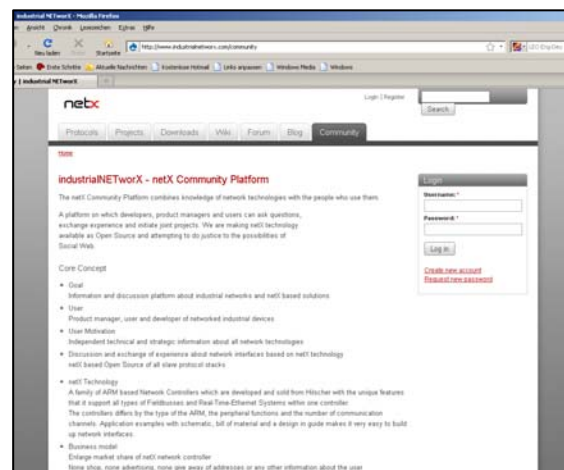 industrial NETworX - Mozilla Firefox
Ansicht Chronik Lesezeichen Extras Hilfe
Neu laden Startseite http://www.industrialnetworx.com/community
Seiten Erste Schritte Aktuelle Nachrichten Kostenlose Hotmail Links anpassen Windows Media Windows
| industrial NETworX
netx
Login | Register
Search
Protocols Projects Downloads Wiki Forum Blog Community
Home
industrialNETworX - netX Community Platform
The netX Community Platform combines knowledge of network technologies with the people who use them.
A platform on which developers, product managers and users can ask questions,
exchange experience and initiate joint projects. We are making netX technology
available as Open Source and attempting to do justice to the possibilities of
Social Web.
Core Concept
Goal
Information and discussion platform about industrial networks and netX based solutions
User
Product manager, user and developer of networked industrial devices
User Motivation
Independent technical and strategic information about all network technologies
Discussion and exchange of experience about network interfaces based on netX technology
netX based Open Source of all slave protocol stacks
netX Technology
A family of ARM based Network Controllers which are developed and sold from Hilscher with the unique features
that it support all types of Fieldbusses and Real-Time-Ethernet Systems within one controller
The controllers differs by the type of the ARM, the peripheral functions and the number of communication
channels. Application examples with schematic, bill of material and a design in guide makes it very easy to build
up network interfaces.
Business model
Enlarge market share of netX network controller
None shop, none advertising, none give away of addresses or any other information about the user
Login
Username: *
Password: *
Log in
Create new account
Request new password